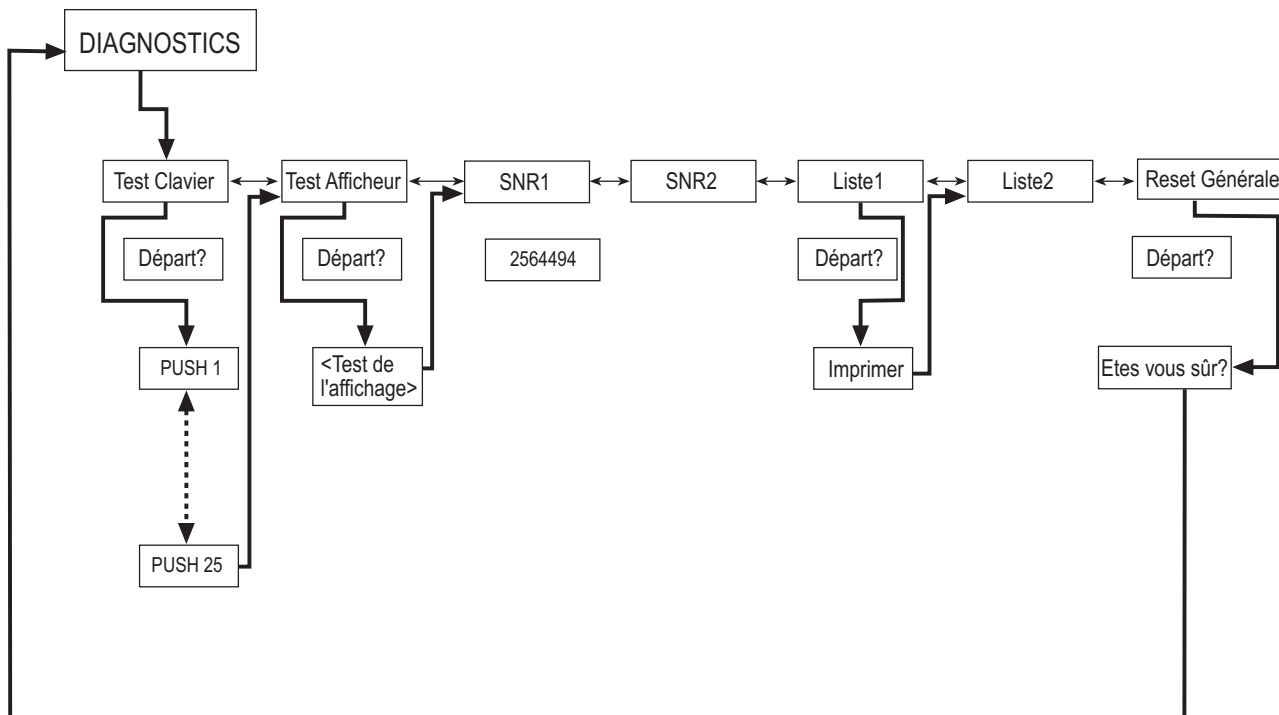 DIAGNOSTICS
Test Clavier
Test Afficheur
SNR1
SNR2
Liste1
Liste2
Reset Générale
Départ?
Départ?
2564494
Départ?
Départ?
PUSH 1
<Test de
l'affichage>
Imprimer
Etes vous sûr?
PUSH 25